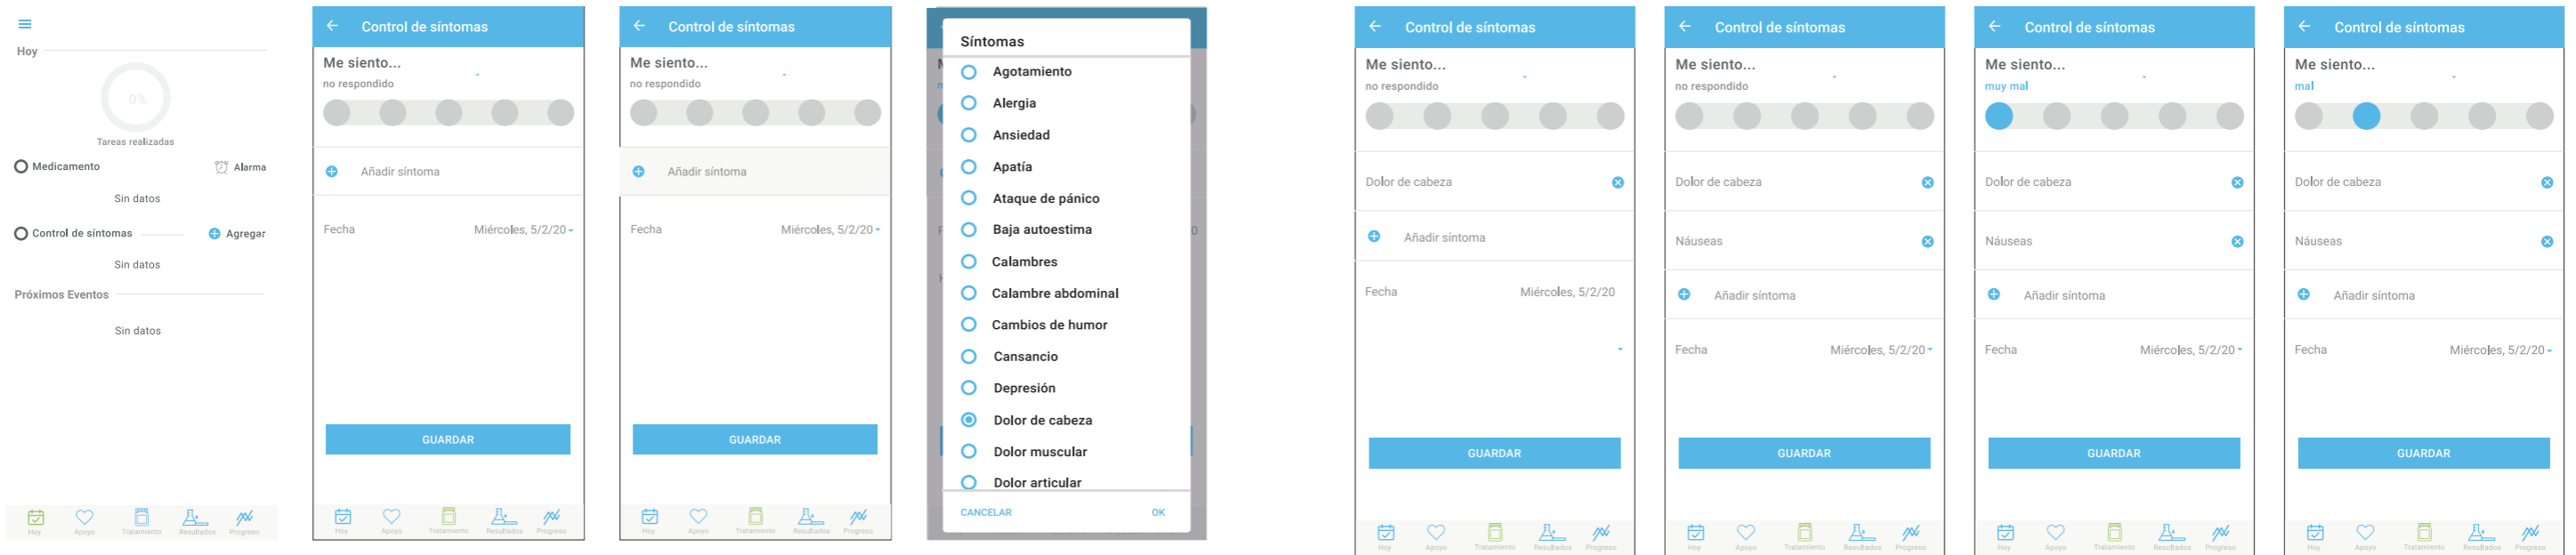 Hoy
0%
Tareas realizadas
Medicamento
Alarma
Sin datos
Control de síntomas
Agregar
Sin datos
Próximos Eventos
Sin datos
Hoy Apoyo Tratamiento Resultados Progreso
Control de síntomas
Me siento...
no respondido
Añadir síntoma
Fecha Miércoles, 5/2/20
GUARDAR
Hoy Apoyo Tratamiento Resultados Progreso
Control de síntomas
Me siento...
no respondido
Añadir síntoma
Fecha Miércoles, 5/2/20
GUARDAR
Hoy Apoyo Tratamiento Resultados Progreso
Síntomas
Agotamiento
Alergia
Ansiedad
Apatía
Ataque de pánico
Baja autoestima
Calambres
Calambre abdominal
Cambios de humor
Cansancio
Depresión
Dolor de cabeza
Dolor muscular
Dolor articular
CANCELAR OK
Control de síntomas
Me siento...
no respondido
Dolor de cabeza
Añadir síntoma
Fecha Miércoles, 5/2/20
GUARDAR
Hoy Apoyo Tratamiento Resultados Progreso
Control de síntomas
Me siento...
no respondido
Dolor de cabeza
Náuseas
Añadir síntoma
Fecha Miércoles, 5/2/20
GUARDAR
Hoy Apoyo Tratamiento Resultados Progreso
Control de síntomas
Me siento...
muy mal
Dolor de cabeza
Náuseas
Añadir síntoma
Fecha Miércoles, 5/2/20
GUARDAR
Hoy Apoyo Tratamiento Resultados Progreso
Control de síntomas
Me siento...
mal
Dolor de cabeza
Náuseas
Añadir síntoma
Fecha Miércoles, 5/2/20
GUARDAR
Hoy Apoyo Tratamiento Resultados Progreso